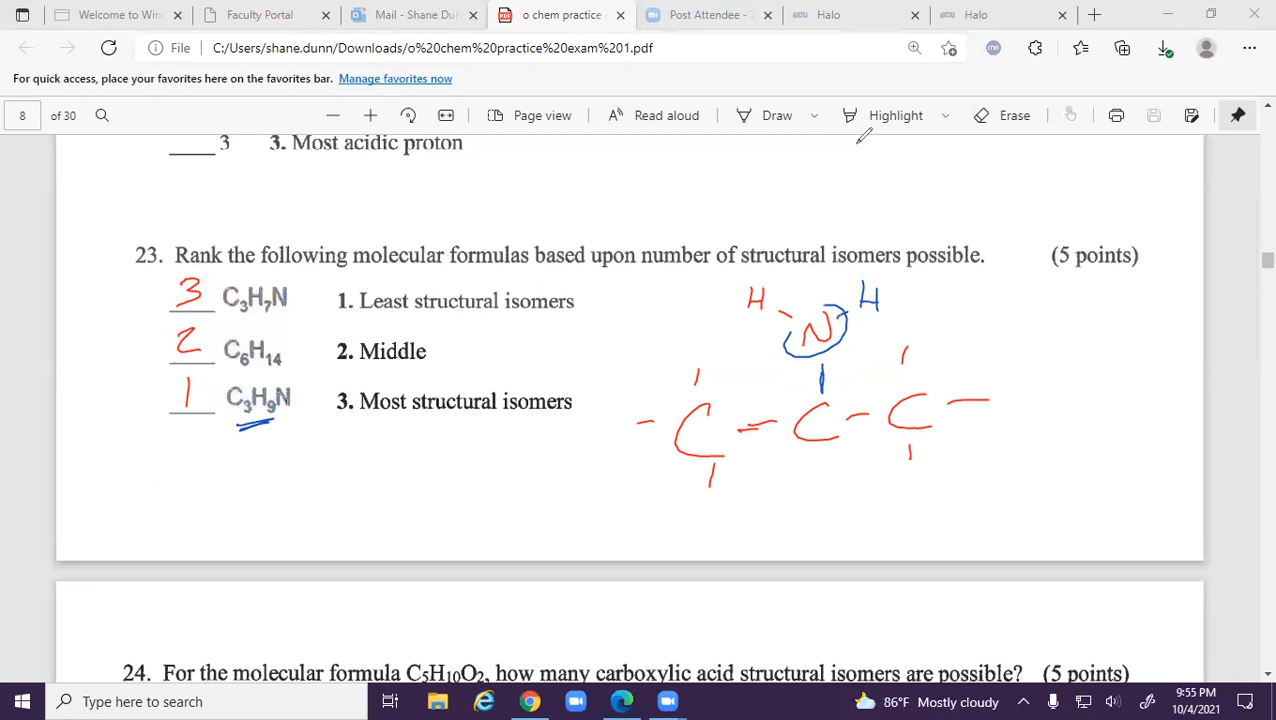 Welcome to Win
Faculty Portal
Mail - Shane Dun
o chem practice e
Post Attendee - Z
GCU Halo
GCU Halo
File C:/Users/shane.dunn/Downloads/o%20chem%20practice%20exam%201.pdf
For quick access, place your favorites here on the favorites bar. Manage favorites now
8 of 30 Page view Read aloud Draw Highlight Erase
____ 3 3. Most acidic proton
23. Rank the following molecular formulas based upon number of structural isomers possible. (5 points)
3 C₃H₇N 1. Least structural isomers
2 C₆H₁₄ 2. Middle
1 C₃H₉N 3. Most structural isomers
H N H
C = C - C
24. For the molecular formula C₅H₁₀O₂, how many carboxylic acid structural isomers are possible? (5 points)
Type here to search
86°F Mostly cloudy
9:55 PM
10/4/2021